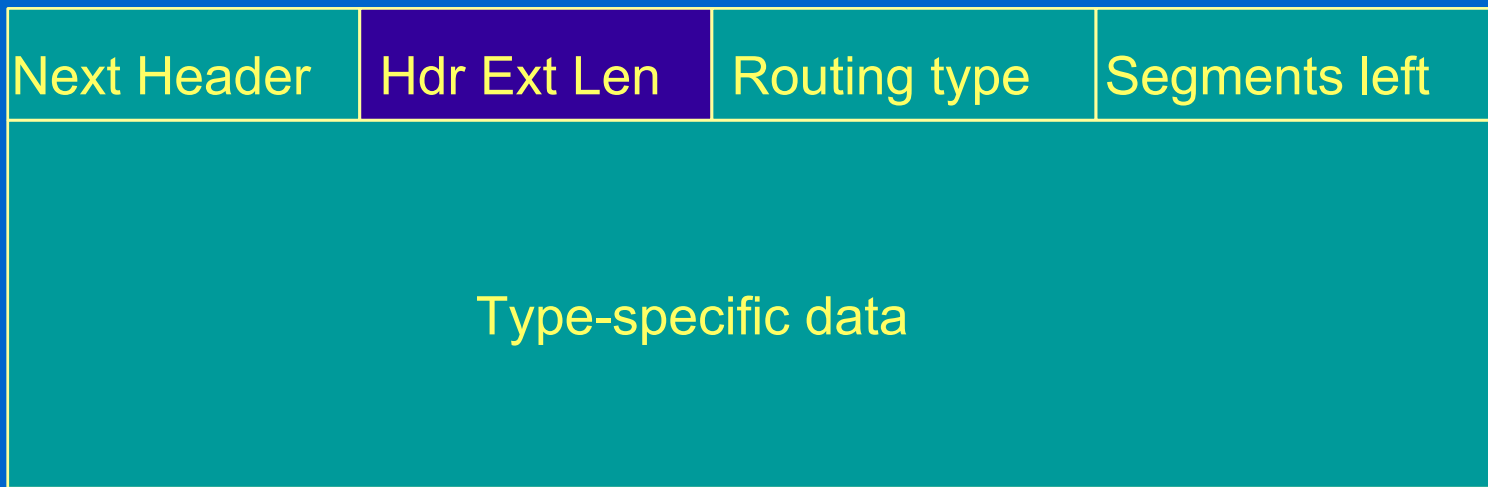 Next Header Hdr Ext Len Routing type Segments left
Type-specific data